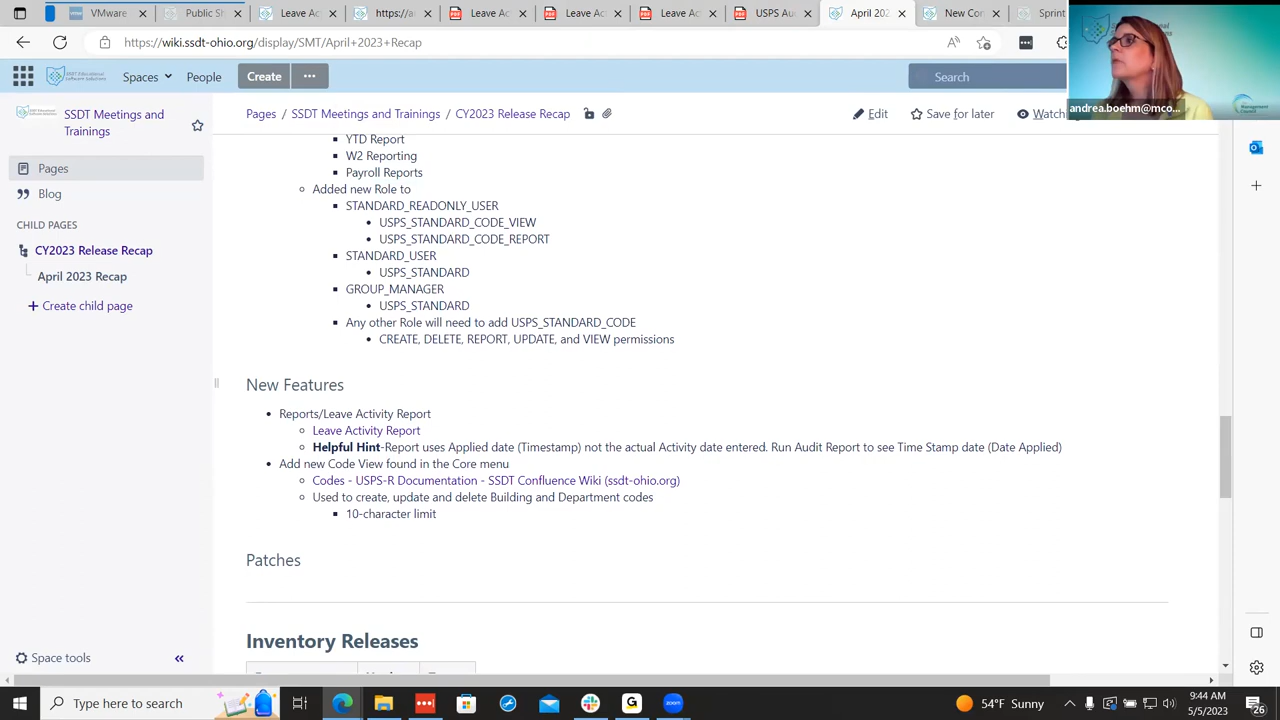 VMware
Public Sh
Leave Ac
https://a
Leave Ac
Leave Ac
Leave Ac
USPS Au
April 202
New Con
Sprint
https://wiki.ssdt-ohio.org/display/SMT/April+2023+Recap
Spaces
People
Create
Search
andrea.boehm@mco...
SSDT Meetings and
Trainings
Pages / SSDT Meetings and Trainings / CY2023 Release Recap
Edit
Save for later
Watch
Pages
Blog
CHILD PAGES
CY2023 Release Recap
April 2023 Recap
+ Create child page
YTD Report
W2 Reporting
Payroll Reports
Added new Role to
STANDARD_READONLY_USER
USPS_STANDARD_CODE_VIEW
USPS_STANDARD_CODE_REPORT
STANDARD_USER
USPS_STANDARD
GROUP_MANAGER
USPS_STANDARD
Any other Role will need to add USPS_STANDARD_CODE
CREATE, DELETE, REPORT, UPDATE, and VIEW permissions
New Features
Reports/Leave Activity Report
Leave Activity Report
Helpful Hint-Report uses Applied date (Timestamp) not the actual Activity date entered. Run Audit Report to see Time Stamp date (Date Applied)
Add new Code View found in the Core menu
Codes - USPS-R Documentation - SSDT Confluence Wiki (ssdt-ohio.org)
Used to create, update and delete Building and Department codes
10-character limit
Patches
Inventory Releases
Space tools
Type here to search
54°F Sunny
9:44 AM
5/5/2023
26